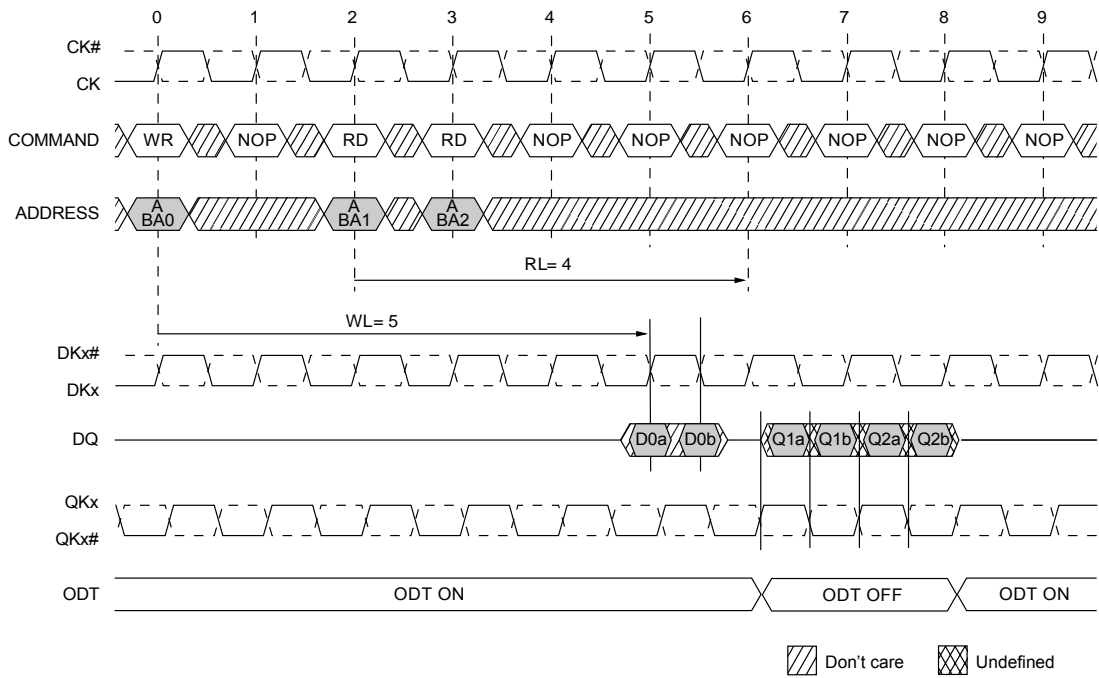 0 1 2 3 4 5 6 7 8 9
CK#
CK
COMMAND WR NOP RD RD NOP NOP NOP NOP NOP NOP
ADDRESS A BA0 A BA1 A BA2
RL= 4
WL= 5
DKx#
DKx
DQ D0a D0b Q1a Q1b Q2a Q2b
QKx
QKx#
ODT ODT ON ODT OFF ODT ON
Don't care Undefined